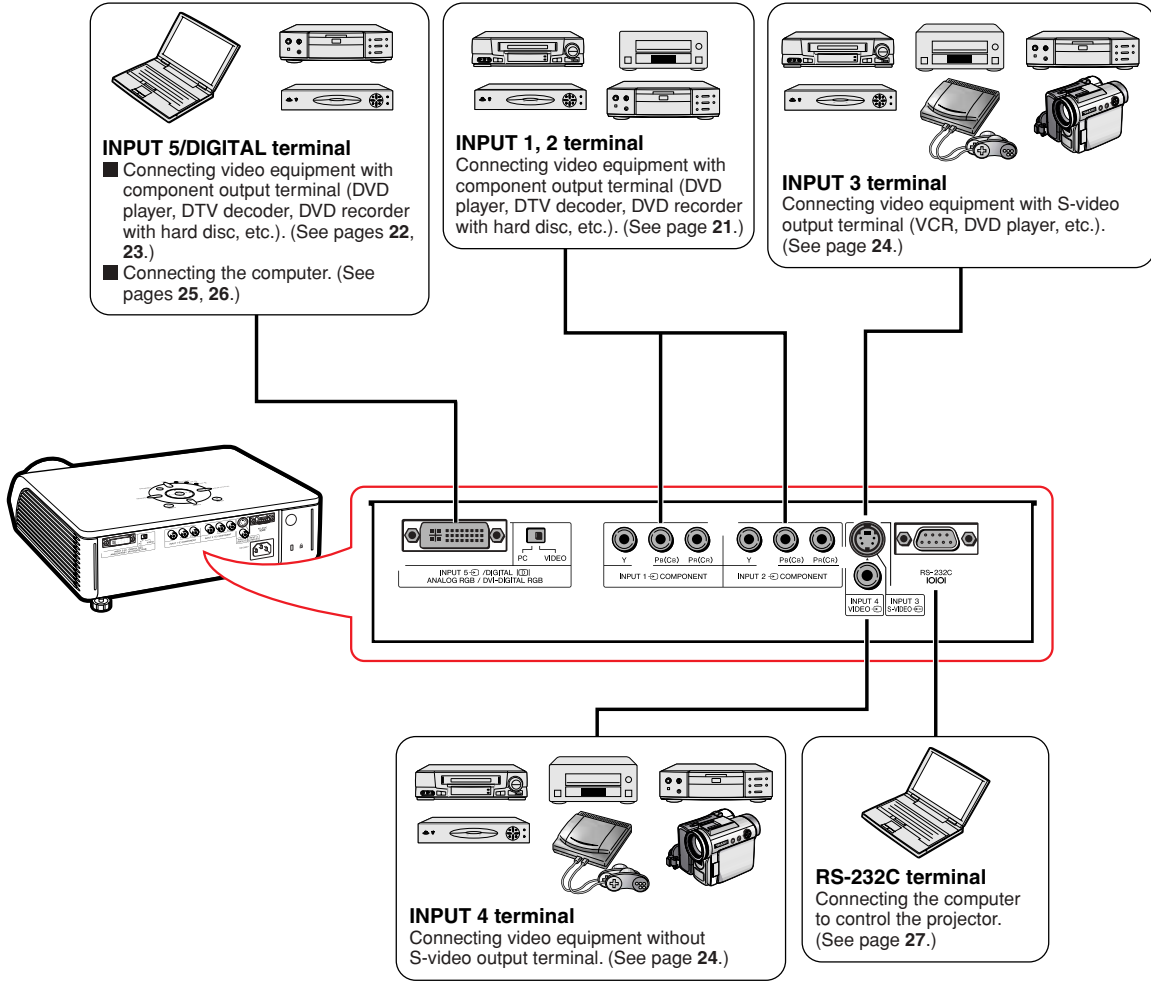 INPUT 5/DIGITAL terminal
■ Connecting video equipment with
component output terminal (DVD
player, DTV decoder, DVD recorder
with hard disc, etc.). (See pages 22,
23.)
■ Connecting the computer. (See
pages 25, 26.)
INPUT 1, 2 terminal
Connecting video equipment with
component output terminal (DVD
player, DTV decoder, DVD recorder
with hard disc, etc.). (See page 21.)
INPUT 3 terminal
Connecting video equipment with S-video
output terminal (VCR, DVD player, etc.).
(See page 24.)
PC VIDEO
INPUT 5 /DIGITAL
ANALOG RGB / DVI-DIGITAL RGB
Y PB(CB) PR(CR)
INPUT 1 COMPONENT
Y PB(CB) PR(CR)
INPUT 2 COMPONENT
INPUT 4
VIDEO
INPUT 3
S-VIDEO
RS-232C
IOIOI
INPUT 4 terminal
Connecting video equipment without
S-video output terminal. (See page 24.)
RS-232C terminal
Connecting the computer
to control the projector.
(See page 27.)